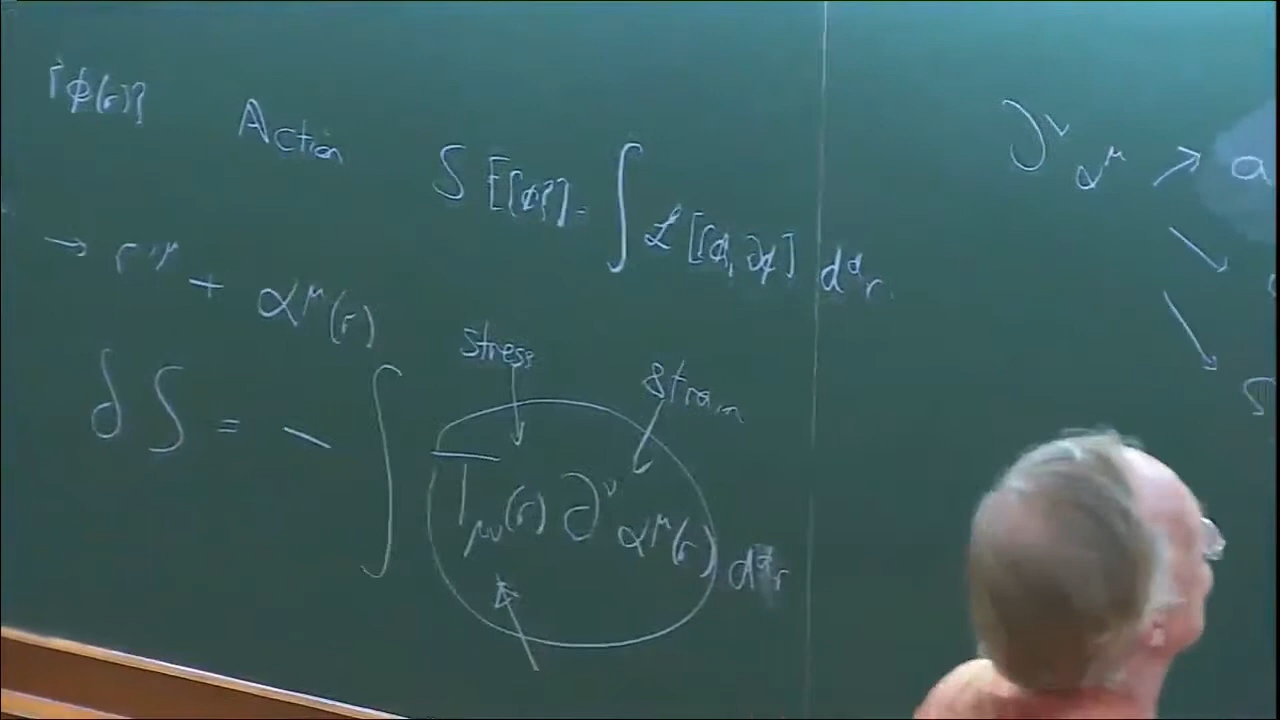 {φ(r)} Action S[{φ}] = ∫ ℒ[{φ, ∂φ}] dᵈr
→ r'^μ + α^μ(r)
stress strain
δS = − ∫ T_μν(r) ∂^ν α^μ(r) dᵈr
∂^ν α^μ ↗ a